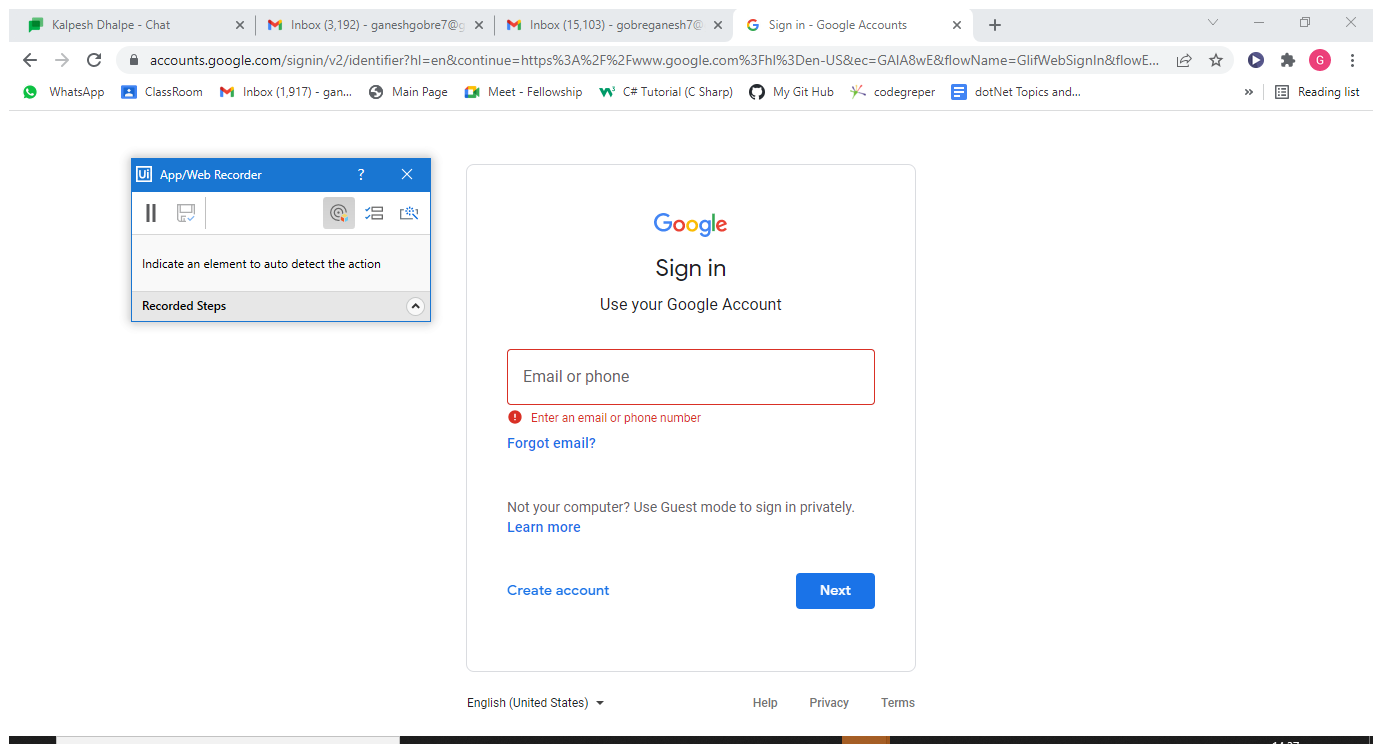 Kalpesh Dhalpe - Chat
Inbox (3,192) - ganeshgobre7@g
Inbox (15,103) - gobreganesh7@
Sign in - Google Accounts
accounts.google.com/signin/v2/identifier?hl=en&continue=https%3A%2F%2Fwww.google.com%3Fhl%3Den-US&ec=GAlA8wE&flowName=GlifWebSignIn&flowE...
G
WhatsApp
ClassRoom
Inbox (1,917) - gan...
Main Page
Meet - Fellowship
C# Tutorial (C Sharp)
My Git Hub
codegreper
dotNet Topics and...
»
Reading list
Ui App/Web Recorder ?
Indicate an element to auto detect the action
Recorded Steps
Google
Sign in
Use your Google Account
Email or phone
Enter an email or phone number
Forgot email?
Not your computer? Use Guest mode to sign in privately.
Learn more
Create account
Next
English (United States)
Help
Privacy
Terms